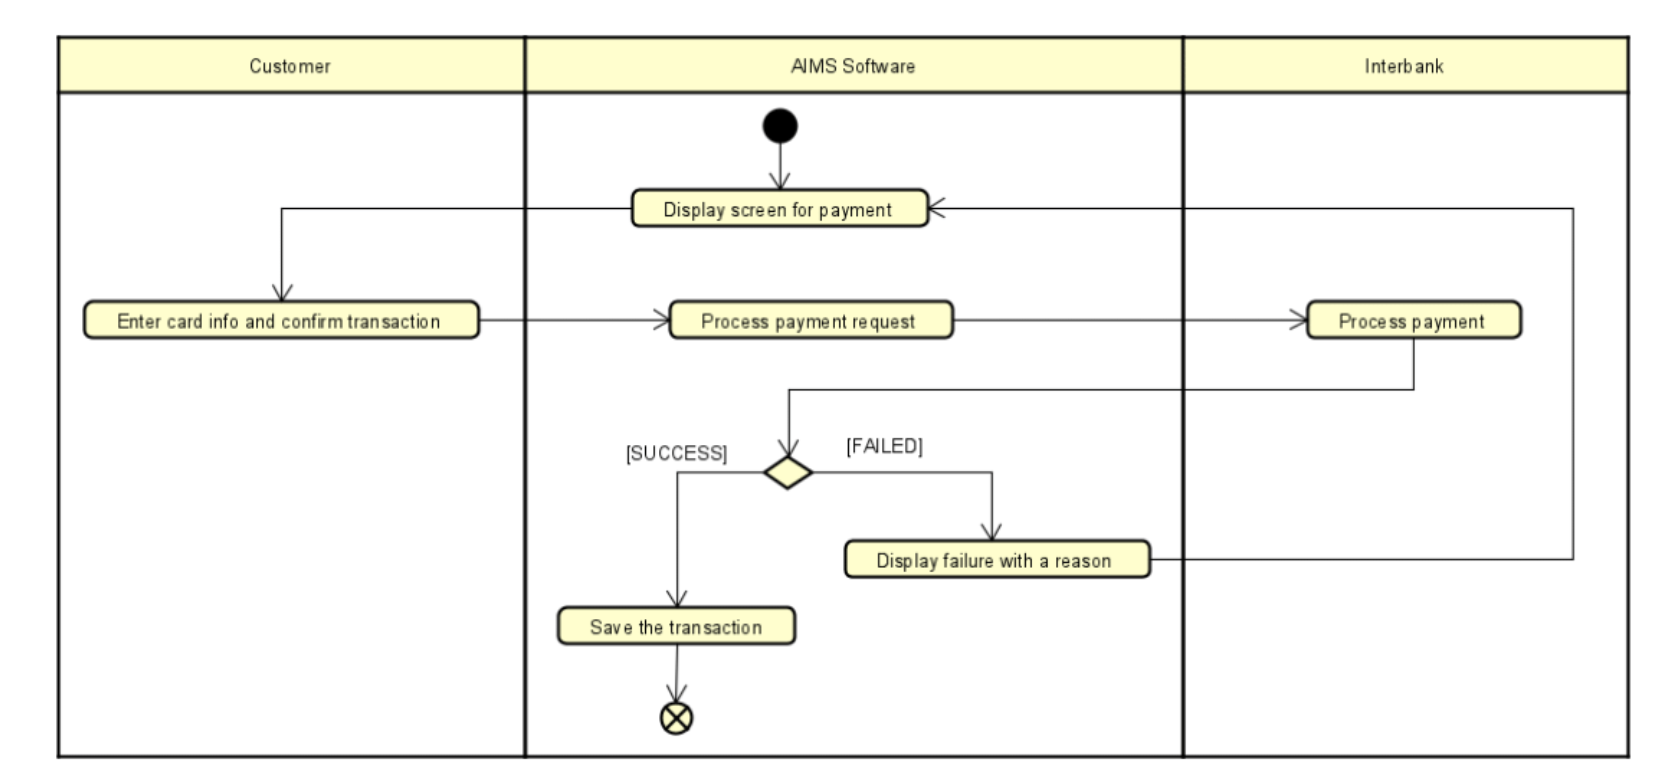 Customer
AIMS Software
Interbank
Display screen for payment
Enter card info and confirm transaction
Process payment request
Process payment
[SUCCESS]
[FAILED]
Display failure with a reason
Save the transaction